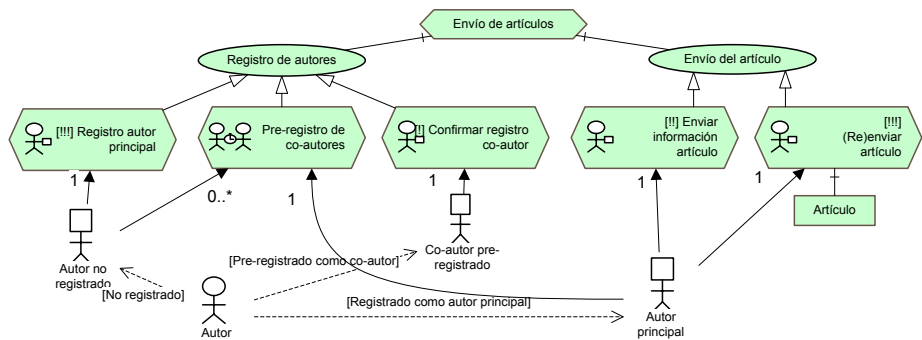 Envío de artículos
Registro de autores
Envío del artículo
[!!!] Registro autor
principal
Pre-registro de
co-autores
[!] Confirmar registro
co-autor
[!!] Enviar
información
artículo
[!!!]
(Re)enviar
artículo
1
0..*
1
1
1
1
Artículo
Autor no
registrado
Co-autor pre-
registrado
[Pre-registrado como co-autor]
[No registrado]
[Registrado como autor principal]
Autor
Autor
principal